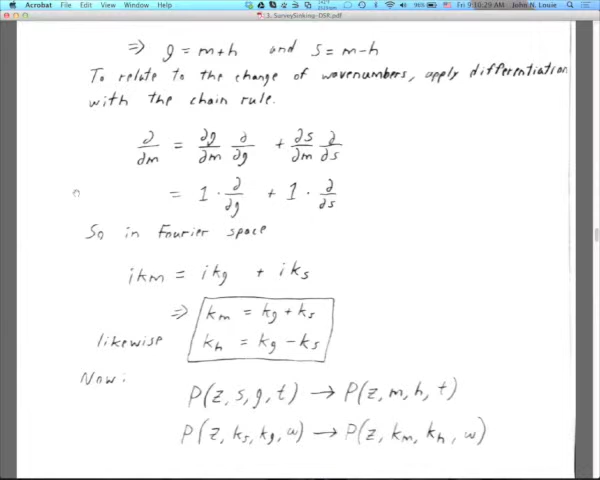 Acrobat File Edit View Window Help Fri 9:10:29 AM John N. Louie
3. SurveySinking-DSR.pdf
⇒ g = m+h and s = m-h
To relate to the change of wavenumbers, apply differentiation
with the chain rule.
∂/∂m = ∂g/∂m ∂/∂g + ∂s/∂m ∂/∂s
= 1 · ∂/∂g + 1 · ∂/∂s
So in Fourier space
ikm = ikg + iks
⇒ km = kg + ks
likewise kh = kg - ks
Now:
P(z, s, g, t) → P(z, m, h, t)
P(z, ks, kg, w) → P(z, km, kh, w)